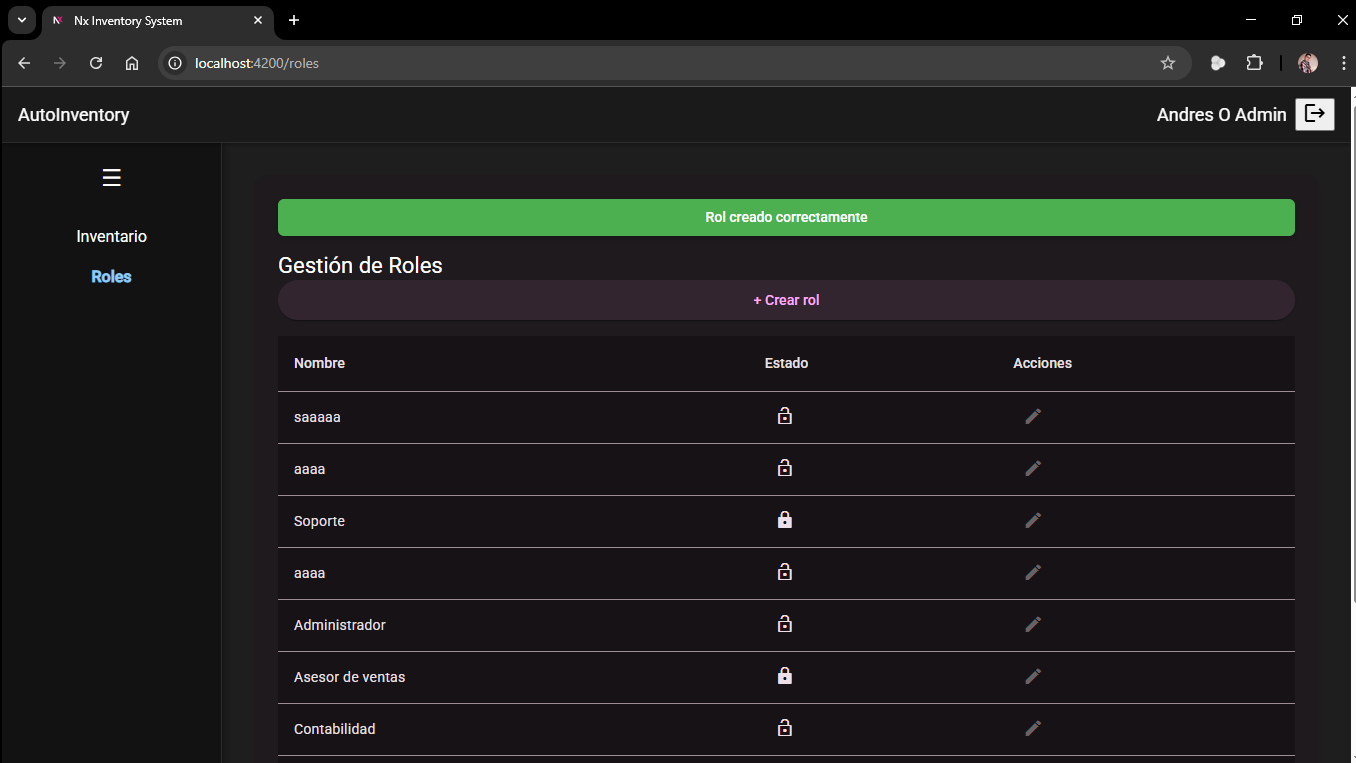 Nx Inventory System
localhost:4200/roles
AutoInventory
Andres O Admin
Inventario
Roles
Rol creado correctamente
Gestión de Roles
+ Crear rol
Nombre Estado Acciones
saaaaa
aaaa
Soporte
aaaa
Administrador
Asesor de ventas
Contabilidad